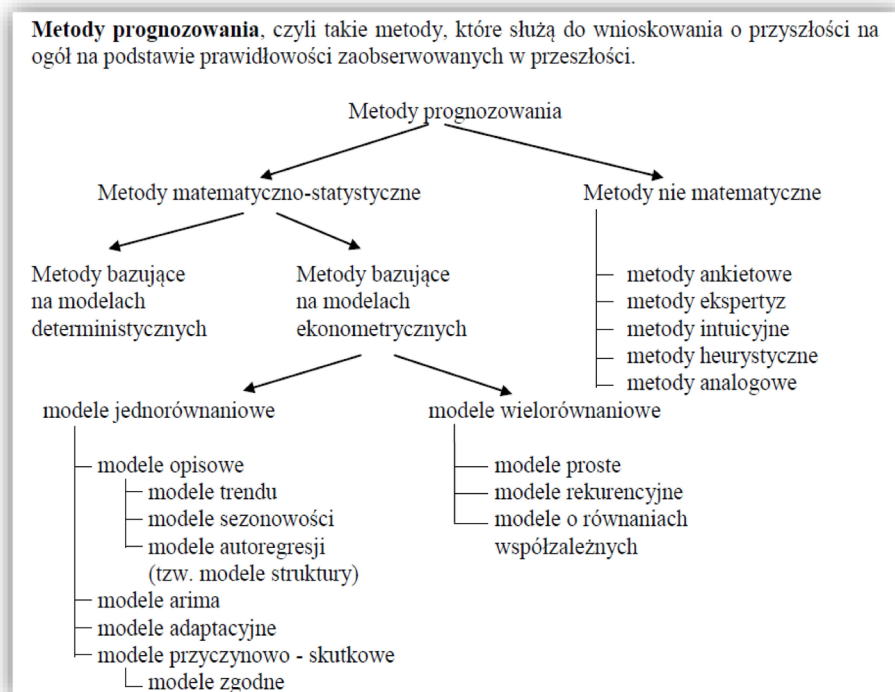 Metody prognozowania, czyli takie metody, które służą do wnioskowania o przyszłości na
ogół na podstawie prawidłowości zaobserwowanych w przeszłości.
Metody prognozowania
Metody matematyczno-statystyczne
Metody nie matematyczne
Metody bazujące
na modelach
deterministycznych
Metody bazujące
na modelach
ekonometrycznych
metody ankietowe
metody ekspertyz
metody intuicyjne
metody heurystyczne
metody analogowe
modele jednorównaniowe
modele opisowe
modele trendu
modele sezonowości
modele autoregresji
(tzw. modele struktury)
modele arima
modele adaptacyjne
modele przyczynowo - skutkowe
modele zgodne
modele wielorównaniowe
modele proste
modele rekurencyjne
modele o równaniach
współzależnych